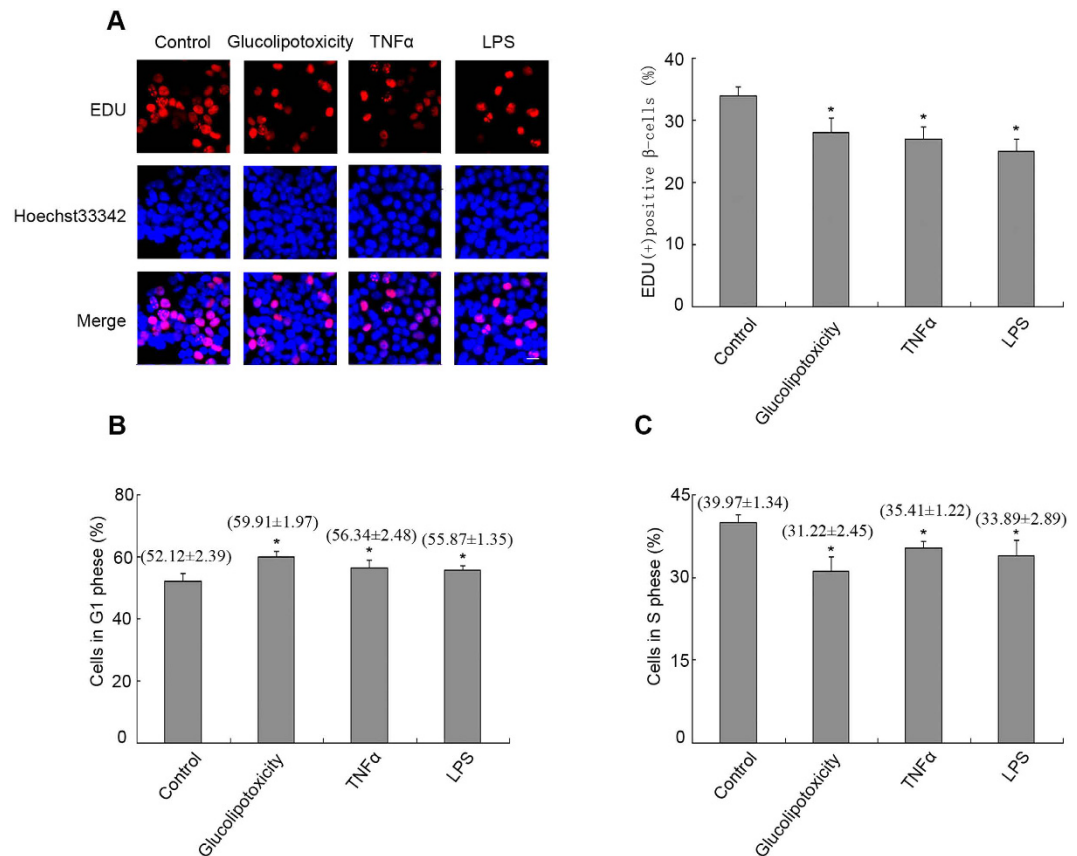 A
Control Glucolipotoxicity TNFα LPS
EDU
Hoechst33342
Merge
EDU(+)positive β-cells (%)
40
30
20
10
0
* * *
Control Glucolipotoxicity TNFα LPS
B
Cells in G1 phese (%)
80
60
40
20
0
(52.12±2.39) (59.91±1.97) (56.34±2.48) (55.87±1.35)
* * *
Control Glucolipotoxicity TNFα LPS
C
Cells in S phese (%)
45
30
15
0
(39.97±1.34) (31.22±2.45) (35.41±1.22) (33.89±2.89)
* * *
Control Glucolipotoxicity TNFα LPS